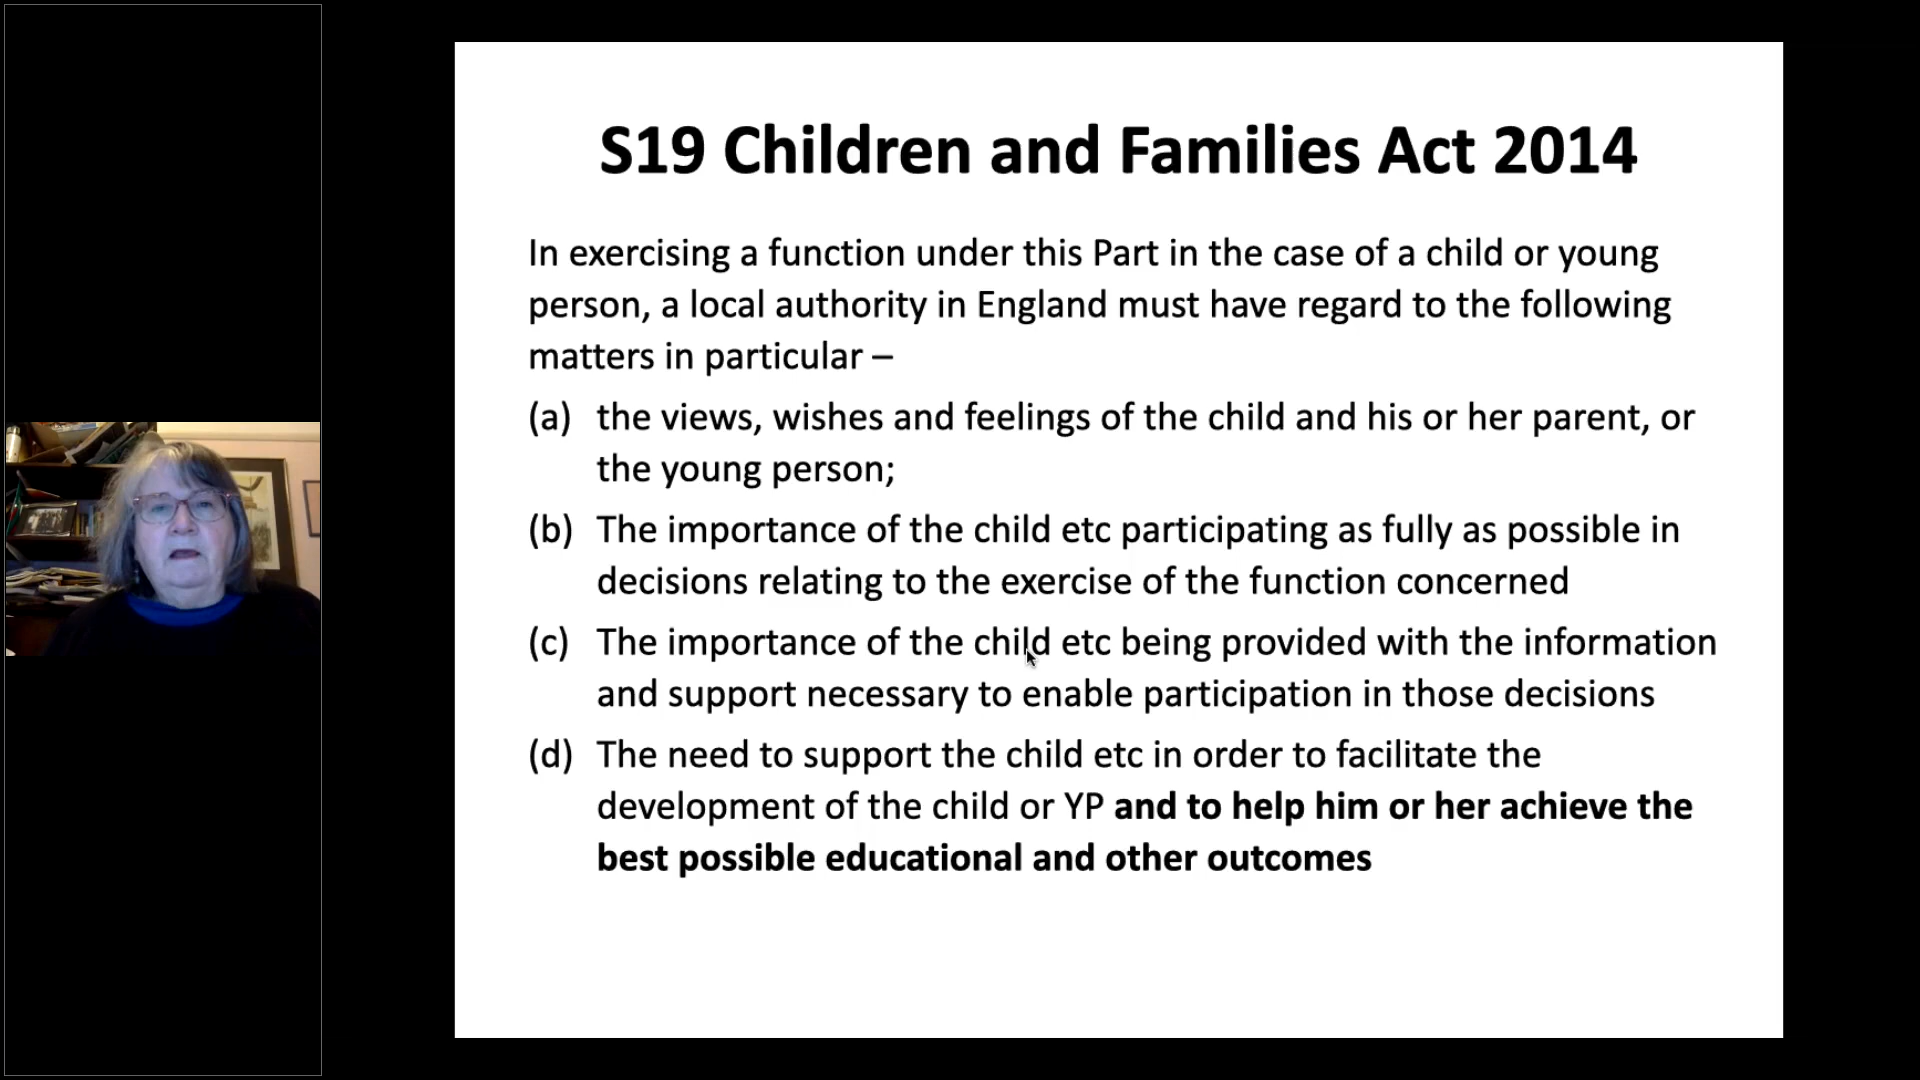 S19 Children and Families Act 2014
In exercising a function under this Part in the case of a child or young
person, a local authority in England must have regard to the following
matters in particular –
(a) the views, wishes and feelings of the child and his or her parent, or
the young person;
(b) The importance of the child etc participating as fully as possible in
decisions relating to the exercise of the function concerned
(c) The importance of the child etc being provided with the information
and support necessary to enable participation in those decisions
(d) The need to support the child etc in order to facilitate the
development of the child or YP and to help him or her achieve the
best possible educational and other outcomes